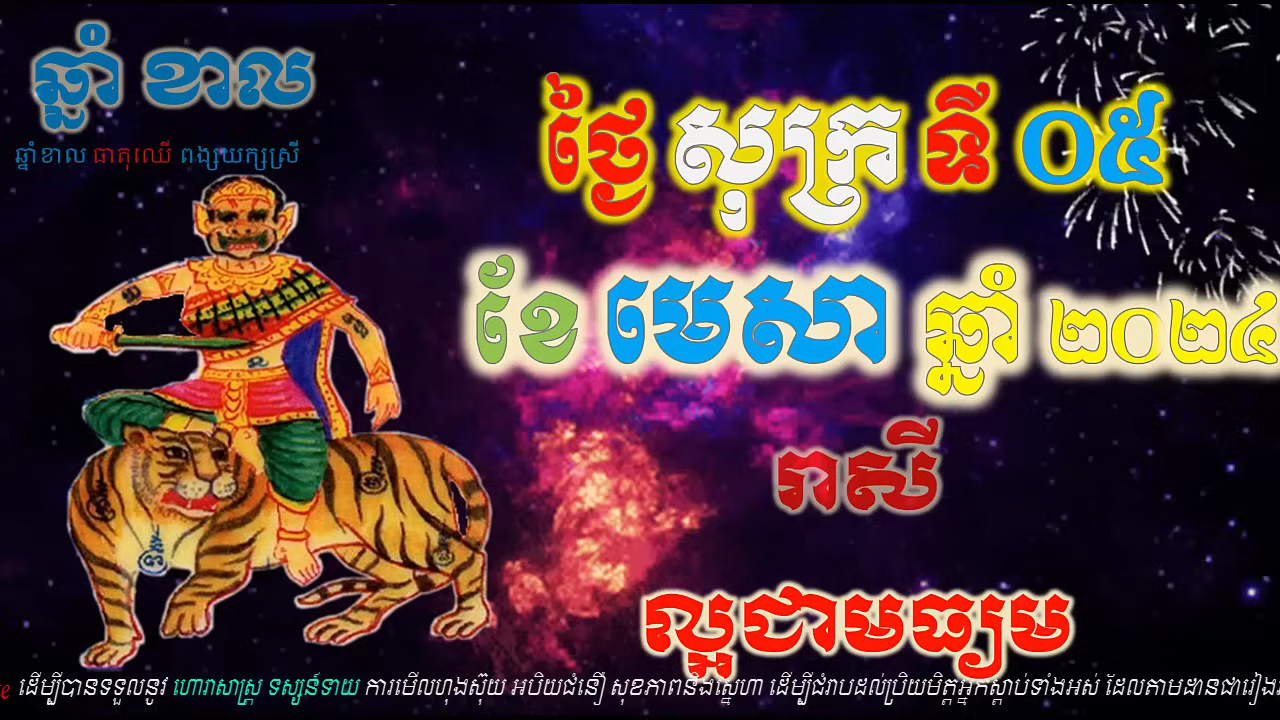 ឆ្នាំ ខាល
ឆ្នាំខាល ធាតុឈើ ពង្សយក្សស្រី
ថ្ងៃ សុក្រ ទី ០៥
ខែ មេសា ឆ្នាំ ២០២៤
រាសី
ល្អជាមធ្យម
ដើម្បីបានទទួលនូវ ហោរាសាស្ត្រ ទស្សន៍ទាយ ការមើលហុងស៊ុយ អបិយជំនឿ សុខភាពនិងស្នេហា ដើម្បីជំរាបដល់ប្រិយមិត្តអ្នកស្តាប់ទាំងអស់ ដែលតាមដានជារៀង